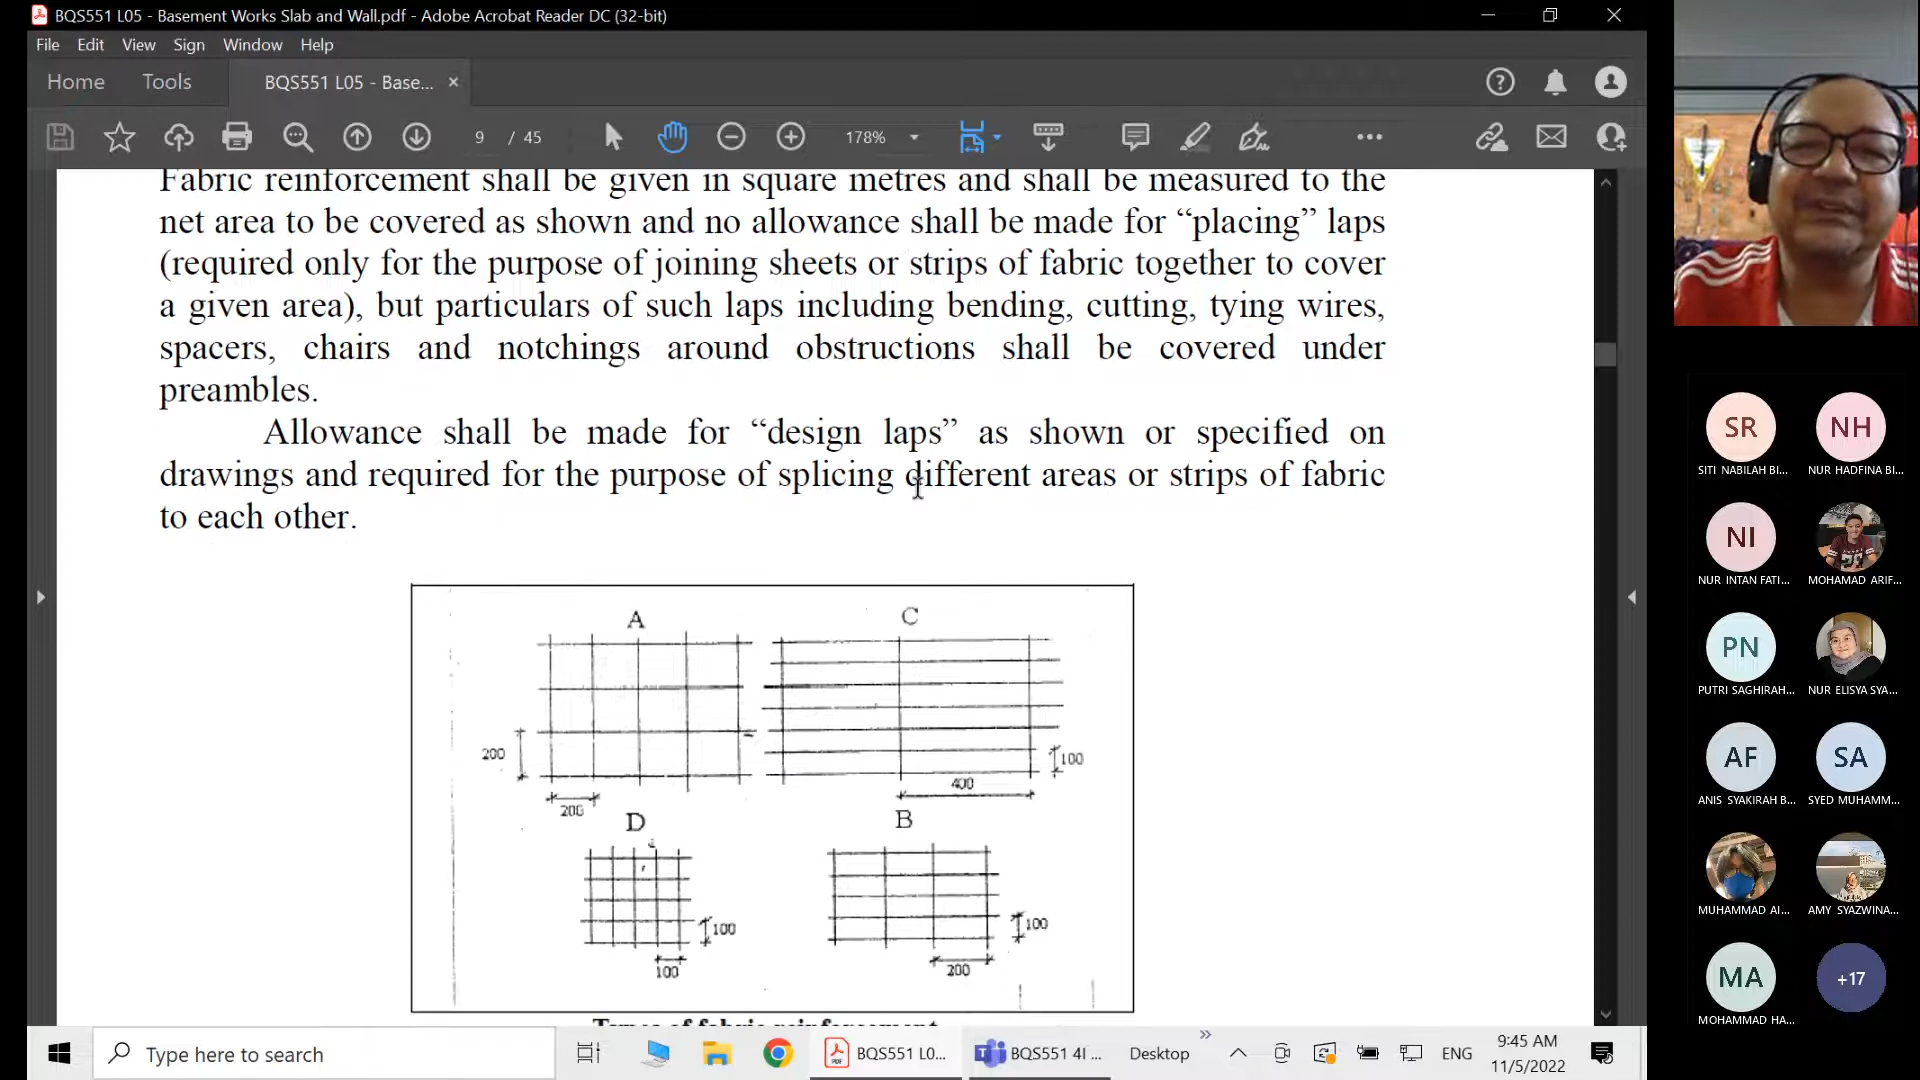 BQS551 L05 - Basement Works Slab and Wall.pdf - Adobe Acrobat Reader DC (32-bit)
File Edit View Sign Window Help
Home Tools BQS551 L05 - Base...
9 / 45 178%
Fabric reinforcement shall be given in square metres and shall be measured to the
net area to be covered as shown and no allowance shall be made for “placing” laps
(required only for the purpose of joining sheets or strips of fabric together to cover
a given area), but particulars of such laps including bending, cutting, tying wires,
spacers, chairs and notchings around obstructions shall be covered under
preambles.
Allowance shall be made for “design laps” as shown or specified on
drawings and required for the purpose of splicing different areas or strips of fabric
to each other.
A C
200 100
400
200
D B
100 100
100 200
Types of fabric reinforcement
SR NH
SITI NABILAH BI... NUR HADFINA BI...
NI
NUR INTAN FATI... MOHAMAD ARIF...
PN
PUTRI SAGHIRAH... NUR ELISYA SYA...
AF SA
ANIS SYAKIRAH B... SYED MUHAMM...
MUHAMMAD AI... AMY SYAZWINA...
MA +17
MOHAMMAD HA...
Type here to search BQS551 L0... BQS551 4I ... Desktop ENG 9:45 AM
11/5/2022